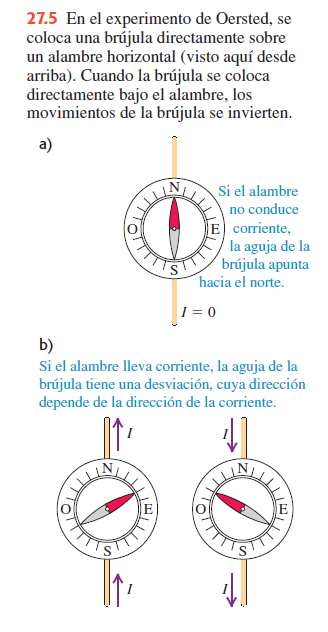 27.5 En el experimento de Oersted, se
coloca una brújula directamente sobre
un alambre horizontal (visto aquí desde
arriba). Cuando la brújula se coloca
directamente bajo el alambre, los
movimientos de la brújula se invierten.
a)
N
O
E
S
Si el alambre
no conduce
corriente,
la aguja de la
brújula apunta
hacia el norte.
I = 0
b)
Si el alambre lleva corriente, la aguja de la
brújula tiene una desviación, cuya dirección
depende de la dirección de la corriente.
I
N
O
E
S
I
I
N
O
E
S
I